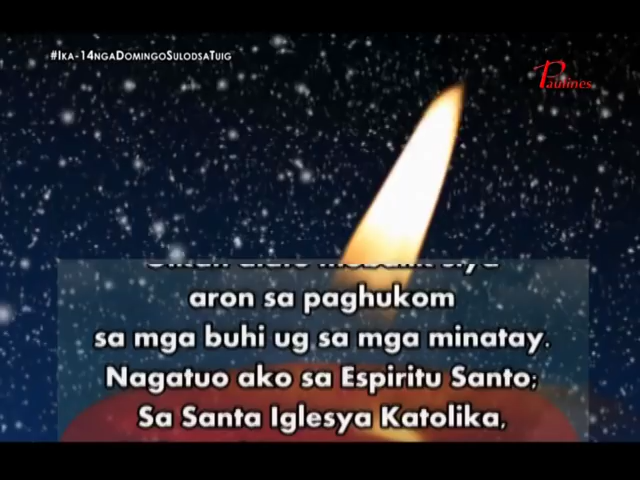 #Ika-14ngaDomingoSulodsaTuig
Paulines
aron sa paghukom
sa mga buhi ug sa mga minatay.
Nagatuo ako sa Espiritu Santo;
Sa Santa Iglesya Katolika,